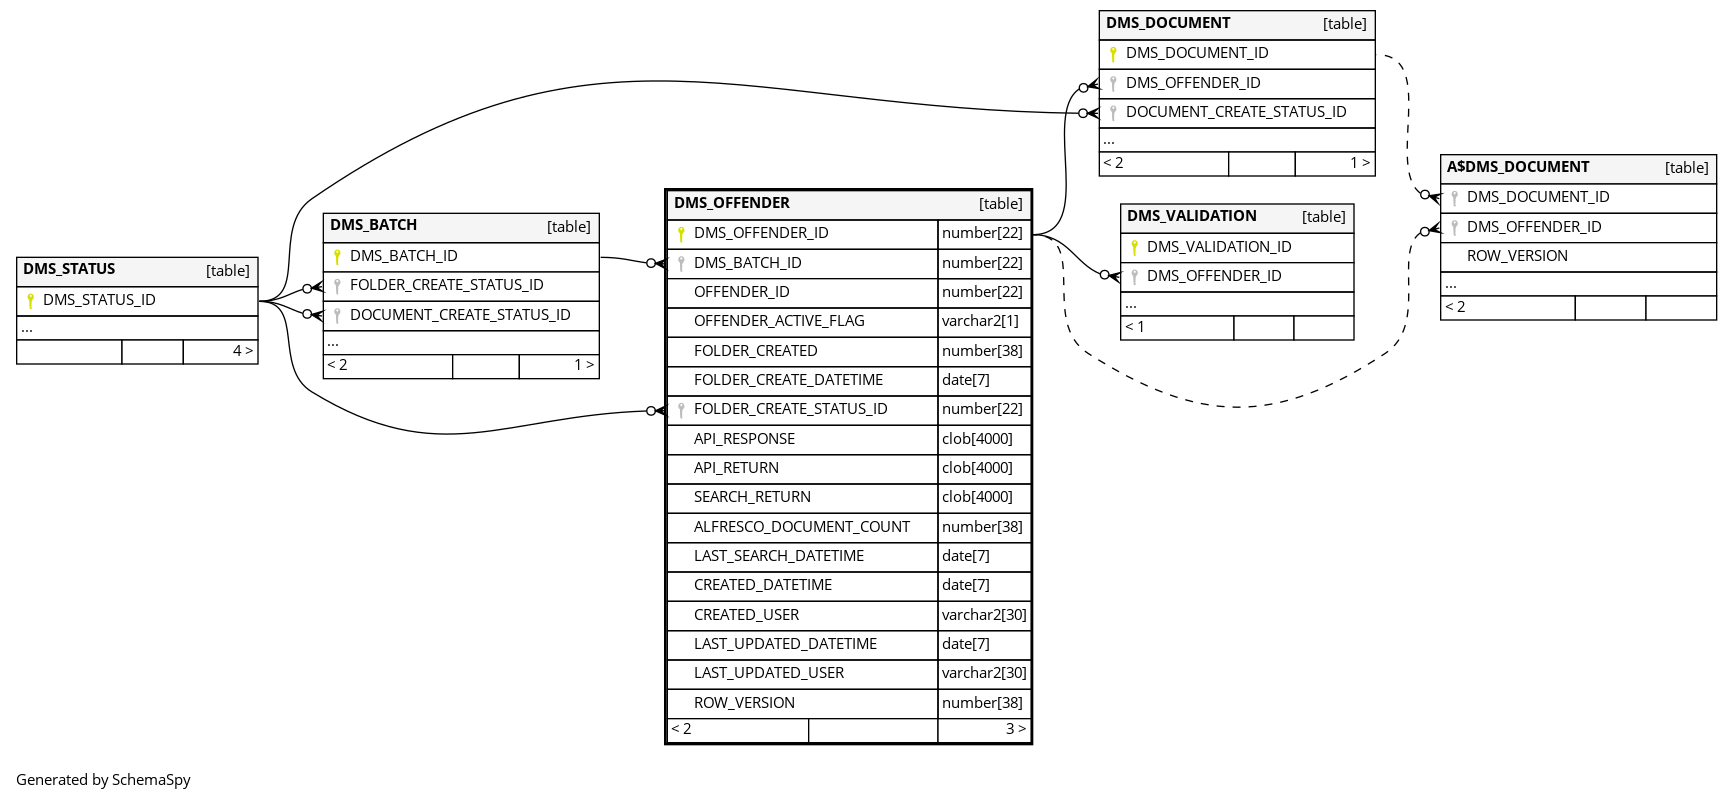 DMS_STATUS [table]
DMS_STATUS_ID
...
4 >
DMS_BATCH [table]
DMS_BATCH_ID
FOLDER_CREATE_STATUS_ID
DOCUMENT_CREATE_STATUS_ID
...
< 2 1 >
DMS_OFFENDER [table]
DMS_OFFENDER_ID number[22]
DMS_BATCH_ID number[22]
OFFENDER_ID number[22]
OFFENDER_ACTIVE_FLAG varchar2[1]
FOLDER_CREATED number[38]
FOLDER_CREATE_DATETIME date[7]
FOLDER_CREATE_STATUS_ID number[22]
API_RESPONSE clob[4000]
API_RETURN clob[4000]
SEARCH_RETURN clob[4000]
ALFRESCO_DOCUMENT_COUNT number[38]
LAST_SEARCH_DATETIME date[7]
CREATED_DATETIME date[7]
CREATED_USER varchar2[30]
LAST_UPDATED_DATETIME date[7]
LAST_UPDATED_USER varchar2[30]
ROW_VERSION number[38]
< 2 3 >
DMS_DOCUMENT [table]
DMS_DOCUMENT_ID
DMS_OFFENDER_ID
DOCUMENT_CREATE_STATUS_ID
...
< 2 1 >
DMS_VALIDATION [table]
DMS_VALIDATION_ID
DMS_OFFENDER_ID
...
< 1
A$DMS_DOCUMENT [table]
DMS_DOCUMENT_ID
DMS_OFFENDER_ID
ROW_VERSION
...
< 2
Generated by SchemaSpy